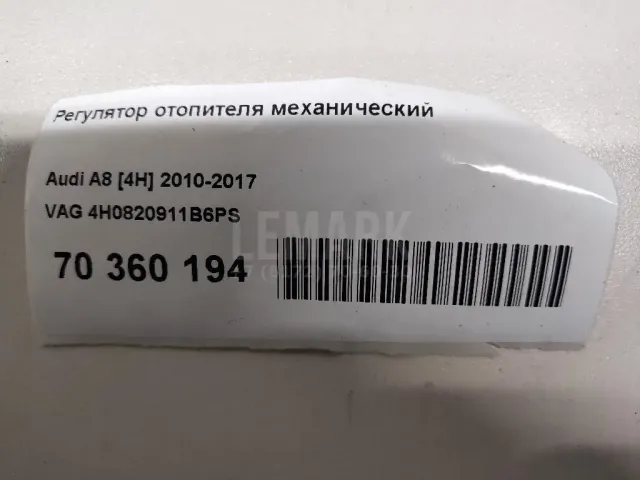 Регулятор отопителя механический
Audi A8 [4H] 2010-2017
VAG 4H0820911B6PS
LEMARK
70 360 194